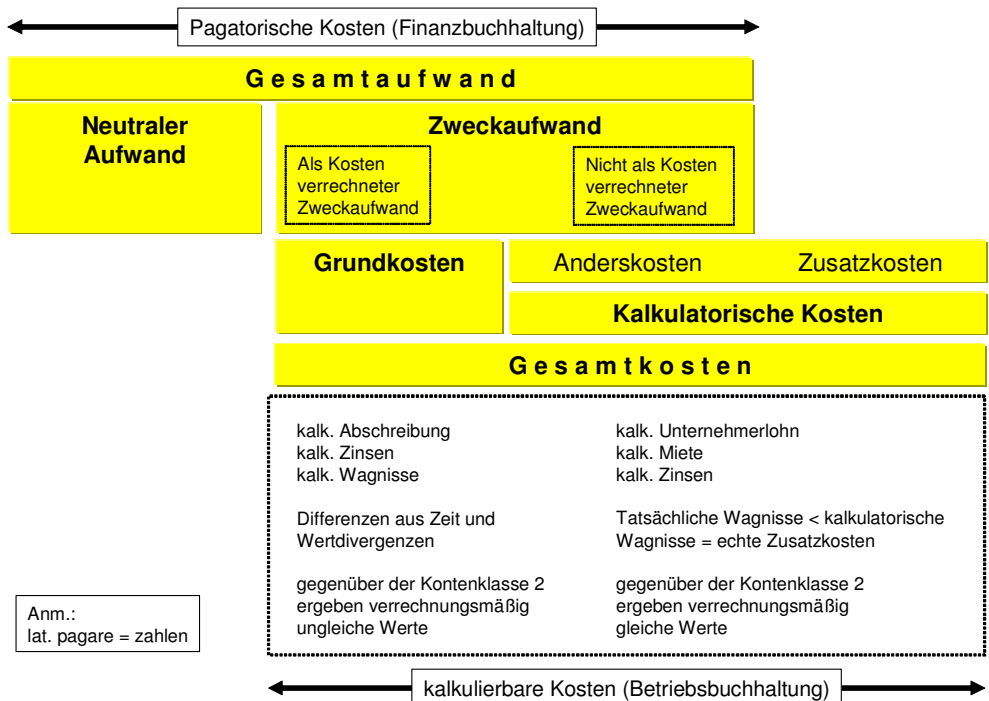 Pagatorische Kosten (Finanzbuchhaltung)
Gesamtaufwand
Neutraler
Aufwand
Zweckaufwand
Als Kosten
verrechneter
Zweckaufwand
Nicht als Kosten
verrechneter
Zweckaufwand
Grundkosten
Anderskosten
Zusatzkosten
Kalkulatorische Kosten
Gesamtkosten
kalk. Abschreibung
kalk. Zinsen
kalk. Wagnisse
Differenzen aus Zeit und
Wertdivergenzen
gegenüber der Kontenklasse 2
ergeben verrechnungsmäßig
ungleiche Werte
kalk. Unternehmerlohn
kalk. Miete
kalk. Zinsen
Tatsächliche Wagnisse < kalkulatorische
Wagnisse = echte Zusatzkosten
gegenüber der Kontenklasse 2
ergeben verrechnungsmäßig
gleiche Werte
Anm.:
lat. pagare = zahlen
kalkulierbare Kosten (Betriebsbuchhaltung)